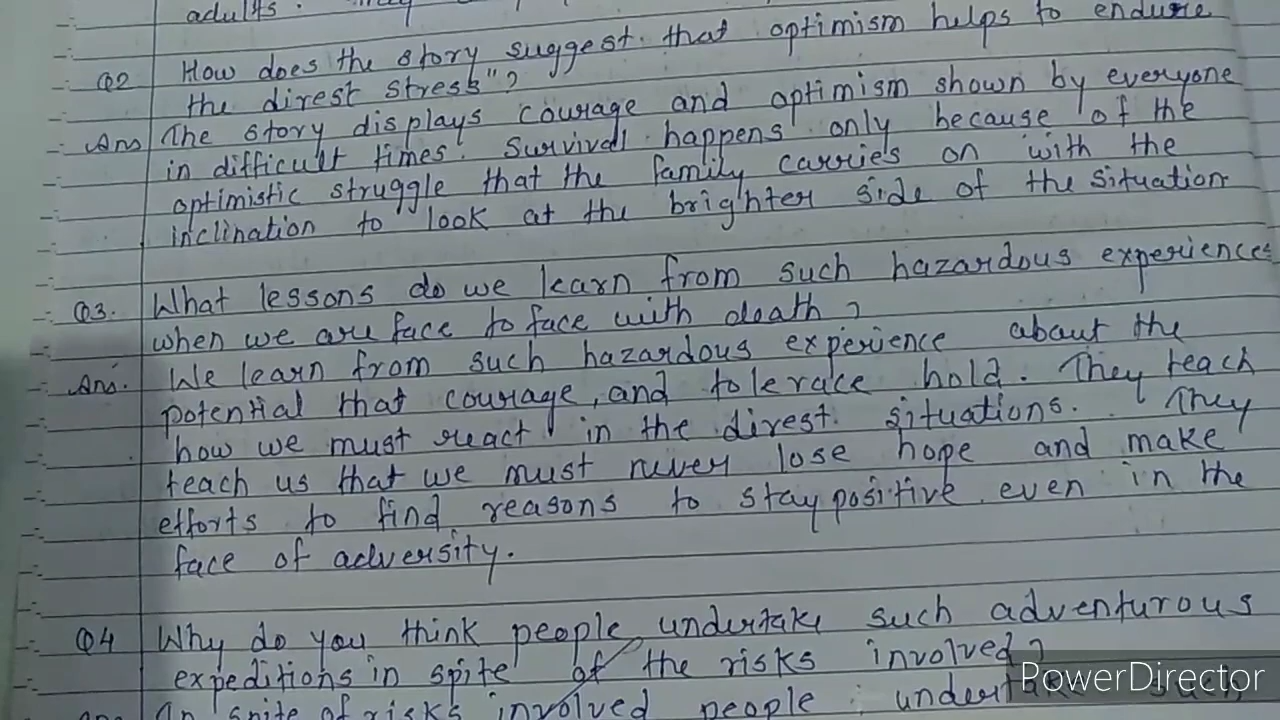 adults.
Q2 How does the story suggest. that optimism helps to endure
the direst stress"?
Ans The story displays courage and optimism shown by everyone
in difficult times. Survival happens only because of the
optimistic struggle that the family carries on with the
inclination to look at the brighter side of the situation
Q3. What lessons do we learn from such hazardous experiences
when we are face to face with death?
Ans. We learn from such hazardous experience about the
potential that courage, and tolerace hold. They teach
how we must react in the direst situations. They
teach us that we must never lose hope and make
efforts to find reasons to stay positive even in the
face of adversity.
Q4 Why do you think people undertake such adventurous
expeditions in spite of the risks involved?
Ans In spite of risks involved people undertake such
PowerDirector